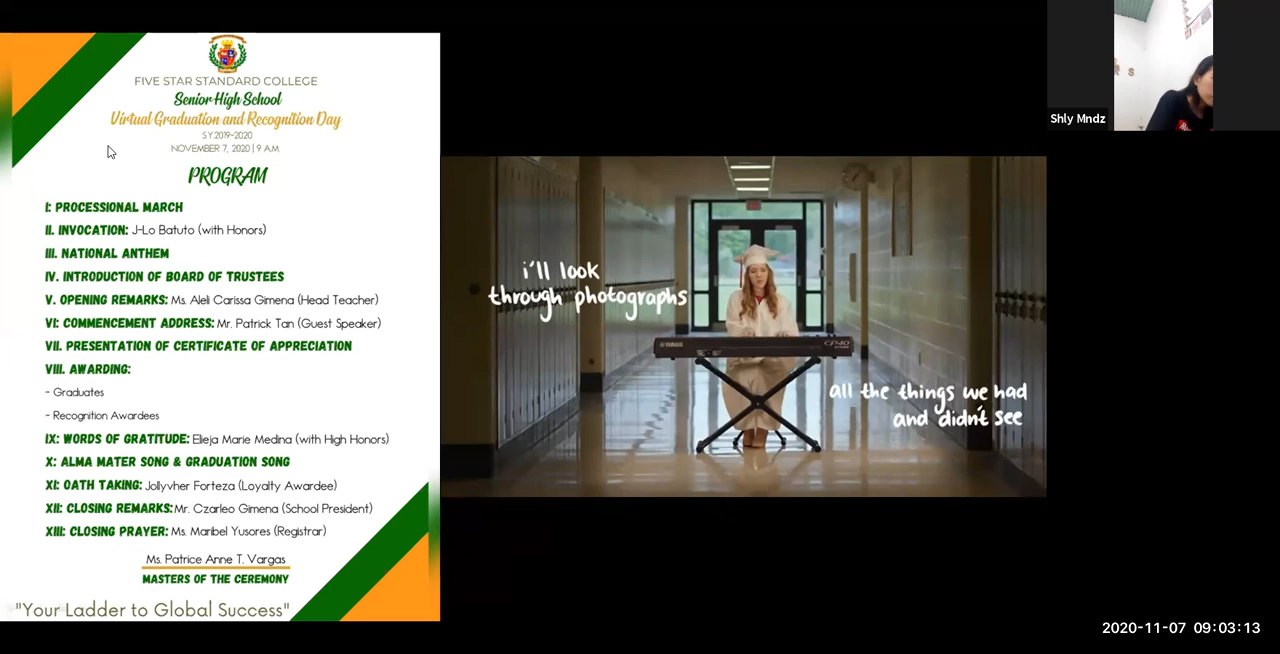 FIVE STAR STANDARD COLLEGE
Senior High School
Virtual Graduation and Recognition Day
S.Y 2019-2020
NOVEMBER 7, 2020 | 9 A.M.
PROGRAM
I: PROCESSIONAL MARCH
II. INVOCATION: J-Lo Batuto (with Honors)
III. NATIONAL ANTHEM
IV. INTRODUCTION OF BOARD OF TRUSTEES
V. OPENING REMARKS: Ms. Aleli Carissa Gimena (Head Teacher)
VI: COMMENCEMENT ADDRESS: Mr. Patrick Tan (Guest Speaker)
VII. PRESENTATION OF CERTIFICATE OF APPRECIATION
VIII. AWARDING:
- Graduates
- Recognition Awardees
IX: WORDS OF GRATITUDE: Ellieja Marie Medina (with High Honors)
X: ALMA MATER SONG & GRADUATION SONG
XI: OATH TAKING: Jollyvher Forteza (Loyalty Awardee)
XII: CLOSING REMARKS: Mr. Czarleo Gimena (School President)
XIII: CLOSING PRAYER: Ms. Maribel Yusores (Registrar)
Ms. Patrice Anne T. Vargas
MASTERS OF THE CEREMONY
"Your Ladder to Global Success"
i'll look
through photographs
YAMAHA
CP40
all the things we had
and didn't see
Shly Mndz
2020-11-07 09:03:13